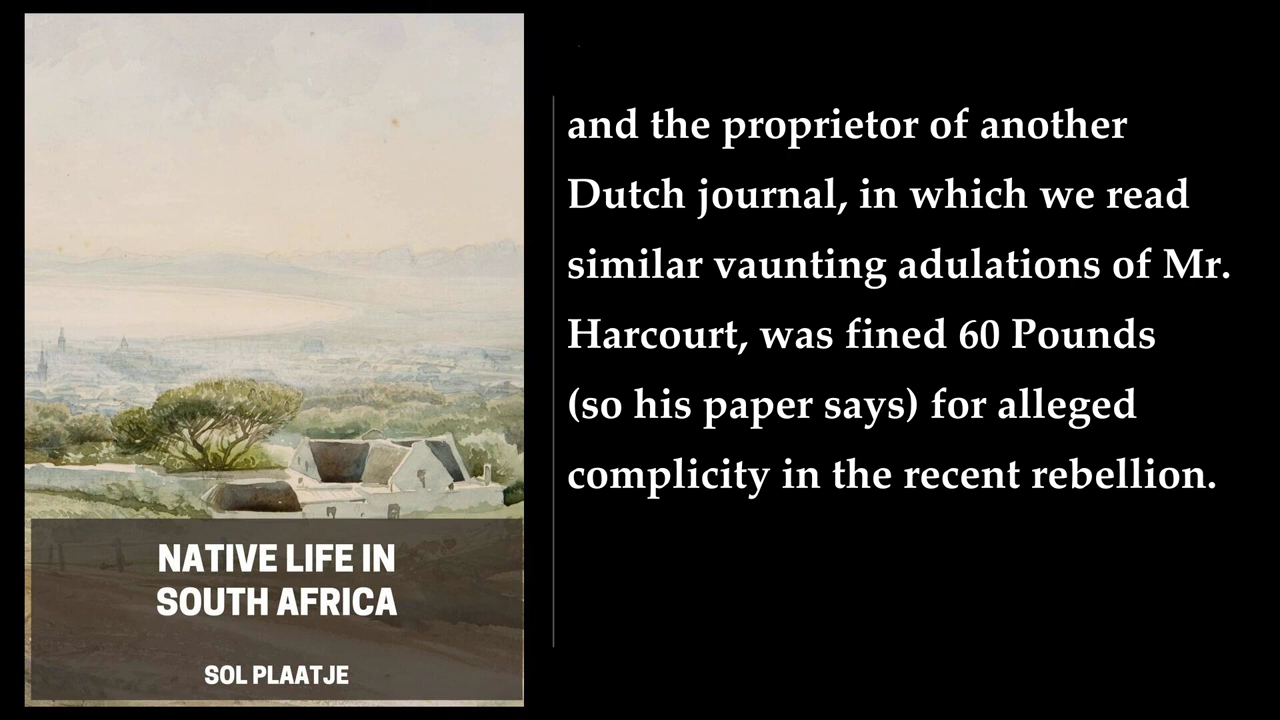 and the proprietor of another
Dutch journal, in which we read
similar vaunting adulations of Mr.
Harcourt, was fined 60 Pounds
(so his paper says) for alleged
complicity in the recent rebellion.
NATIVE LIFE IN
SOUTH AFRICA
SOL PLAATJE